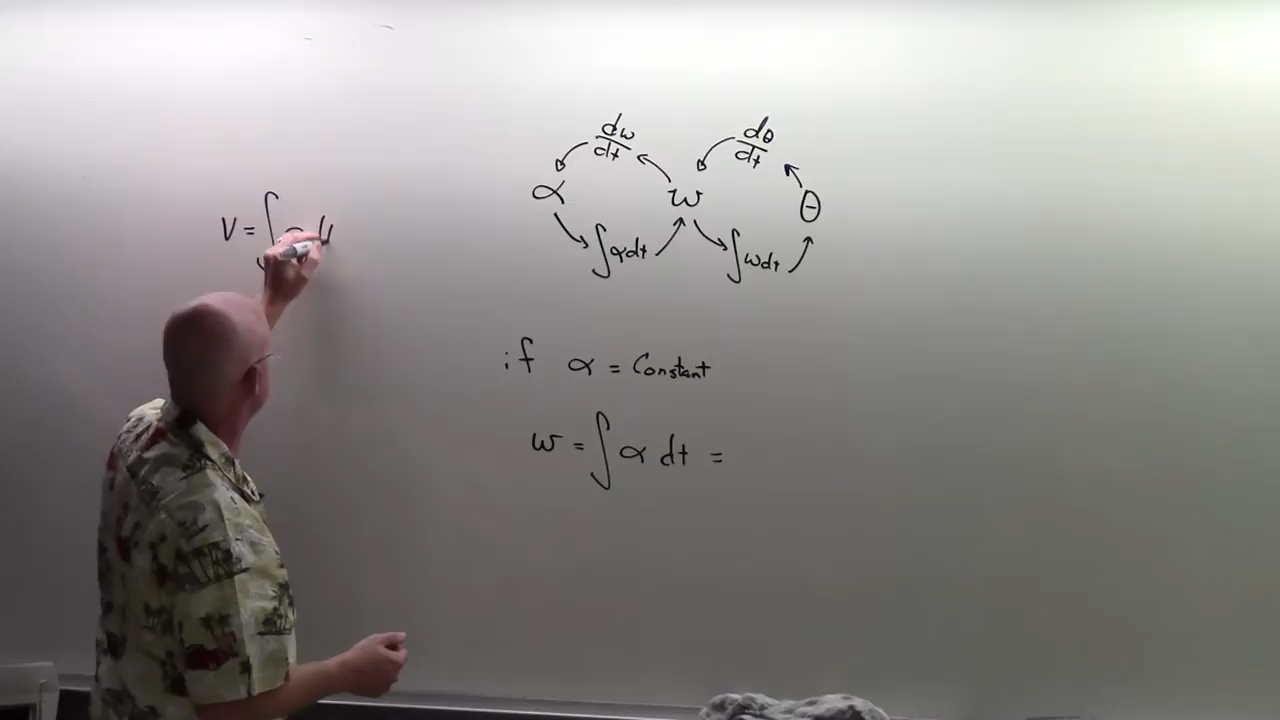 dω/dt dθ/dt
α ω θ
∫αdt ∫ωdt
V = ∫
if α = Constant
ω = ∫ α dt =